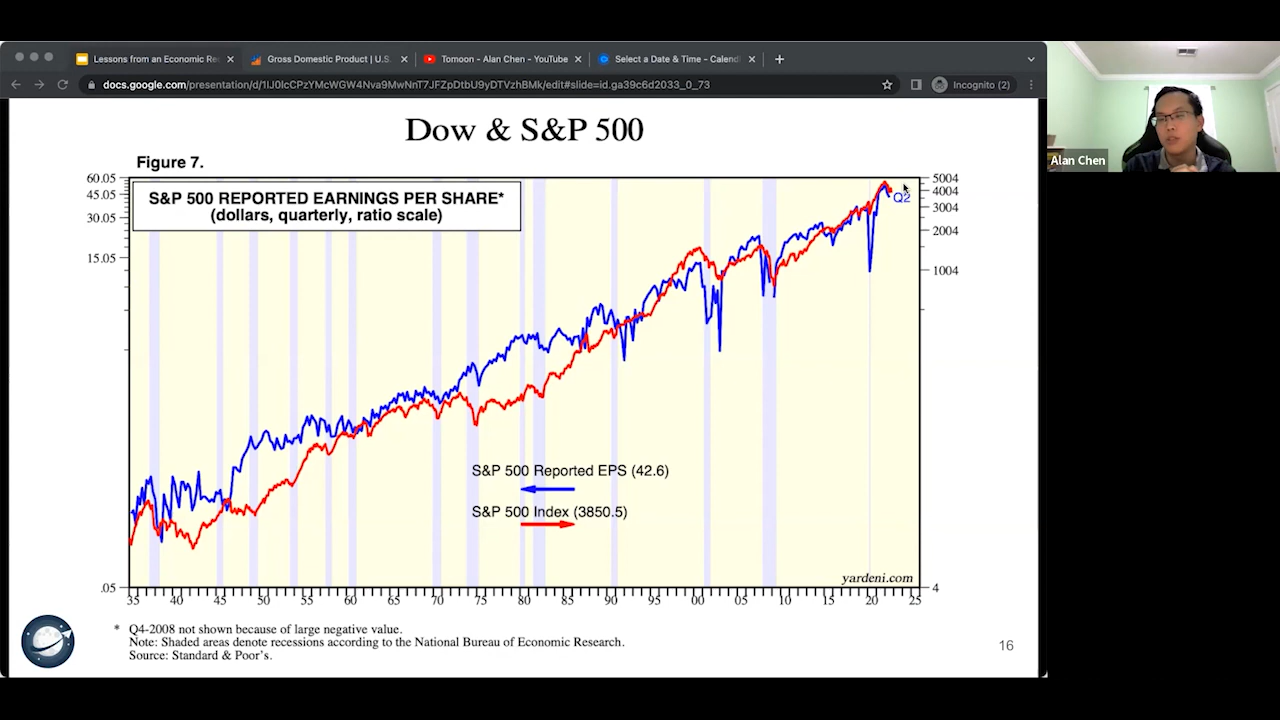 Lessons from an Economic Re
Gross Domestic Product | U.S.
Tomoon - Alan Chen - YouTube
Select a Date & Time - Calend
docs.google.com/presentation/d/1lJ0lcCPzYMcWGW4Nva9MwNnT7JFZpDtbU9yDTVzhBMk/edit#slide=id.ga39c6d2033_0_73
Incognito (2)
Alan Chen
Dow & S&P 500
Figure 7.
S&P 500 REPORTED EARNINGS PER SHARE*
(dollars, quarterly, ratio scale)
60.05
45.05
30.05
15.05
.05
5004
4004
3004
2004
1004
4
Q2
S&P 500 Reported EPS (42.6)
S&P 500 Index (3850.5)
yardeni.com
35 40 45 50 55 60 65 70 75 80 85 90 95 00 05 10 15 20 25
* Q4-2008 not shown because of large negative value.
Note: Shaded areas denote recessions according to the National Bureau of Economic Research.
Source: Standard & Poor's.
16